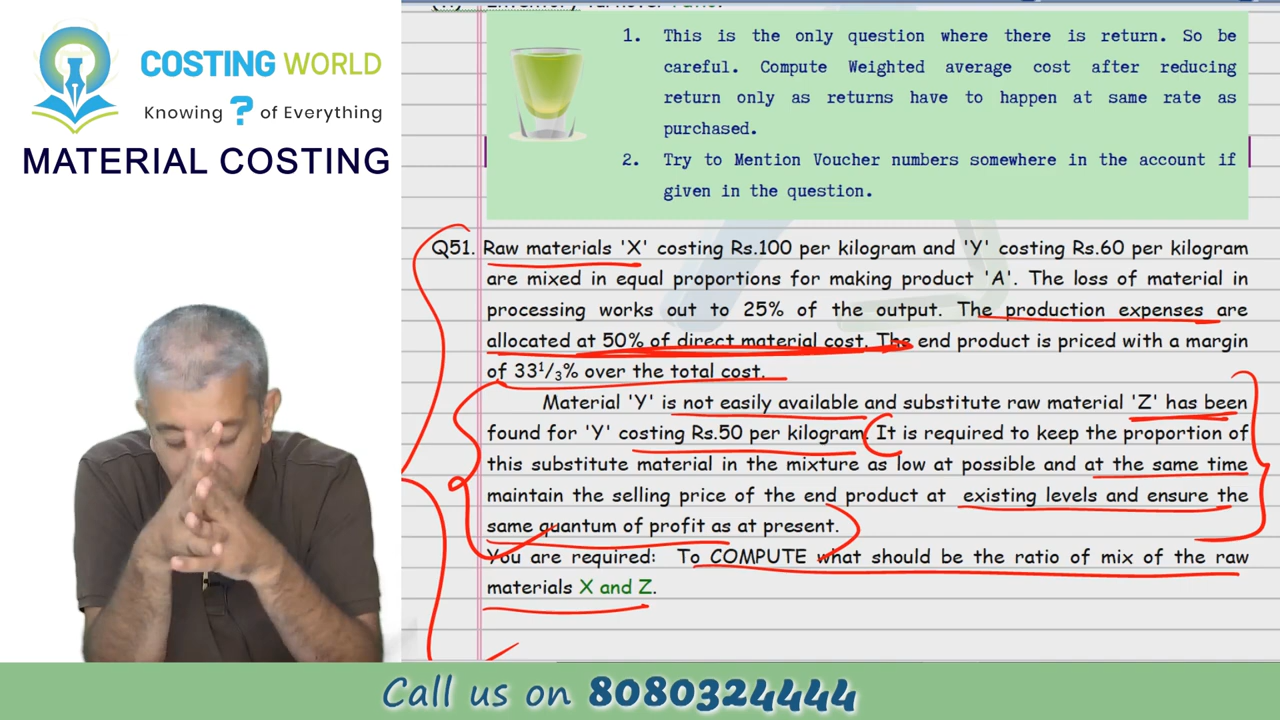 COSTING WORLD
Knowing ? of Everything
MATERIAL COSTING
1. This is the only question where there is return. So be
careful. Compute Weighted average cost after reducing
return only as returns have to happen at same rate as
purchased.
2. Try to Mention Voucher numbers somewhere in the account if
given in the question.
Q51. Raw materials 'X' costing Rs.100 per kilogram and 'Y' costing Rs.60 per kilogram
are mixed in equal proportions for making product 'A'. The loss of material in
processing works out to 25% of the output. The production expenses are
allocated at 50% of direct material cost. The end product is priced with a margin
of 33¹/₃% over the total cost.
Material 'Y' is not easily available and substitute raw material 'Z' has been
found for 'Y' costing Rs.50 per kilogram. It is required to keep the proportion of
this substitute material in the mixture as low at possible and at the same time
maintain the selling price of the end product at existing levels and ensure the
same quantum of profit as at present.
You are required: To COMPUTE what should be the ratio of mix of the raw
materials X and Z.
Call us on 8080324444